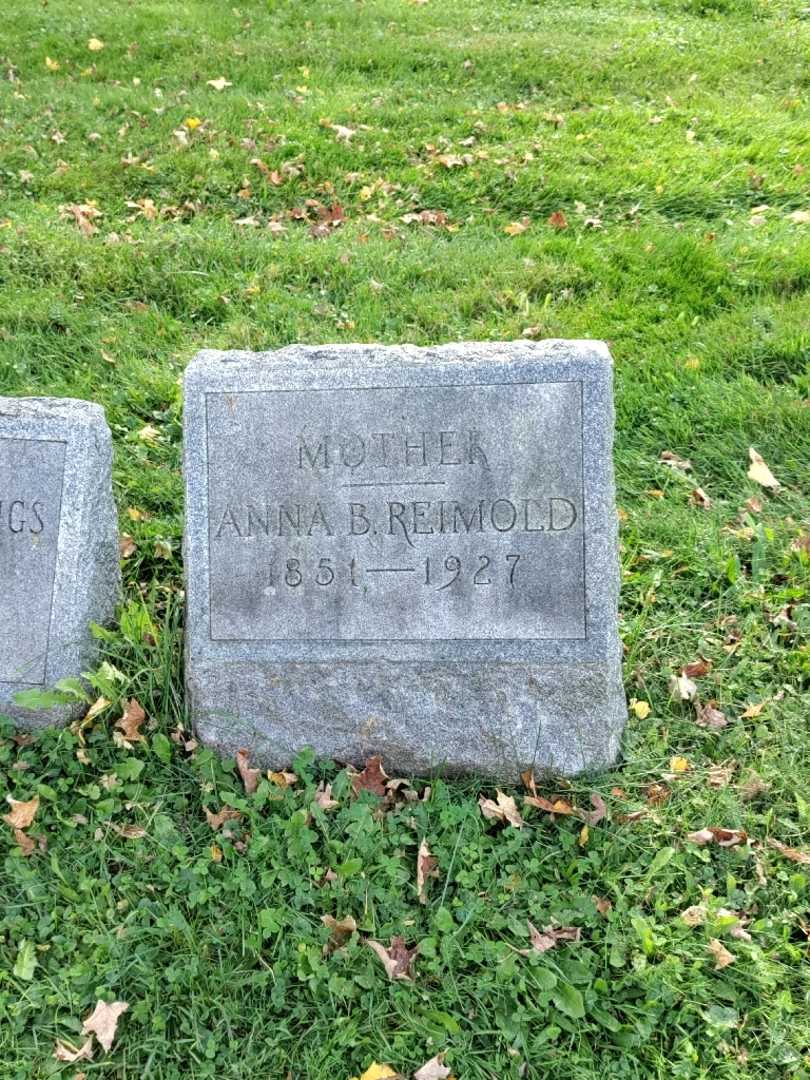 MOTHER
ANNA B. REIMOLD
1851—1927